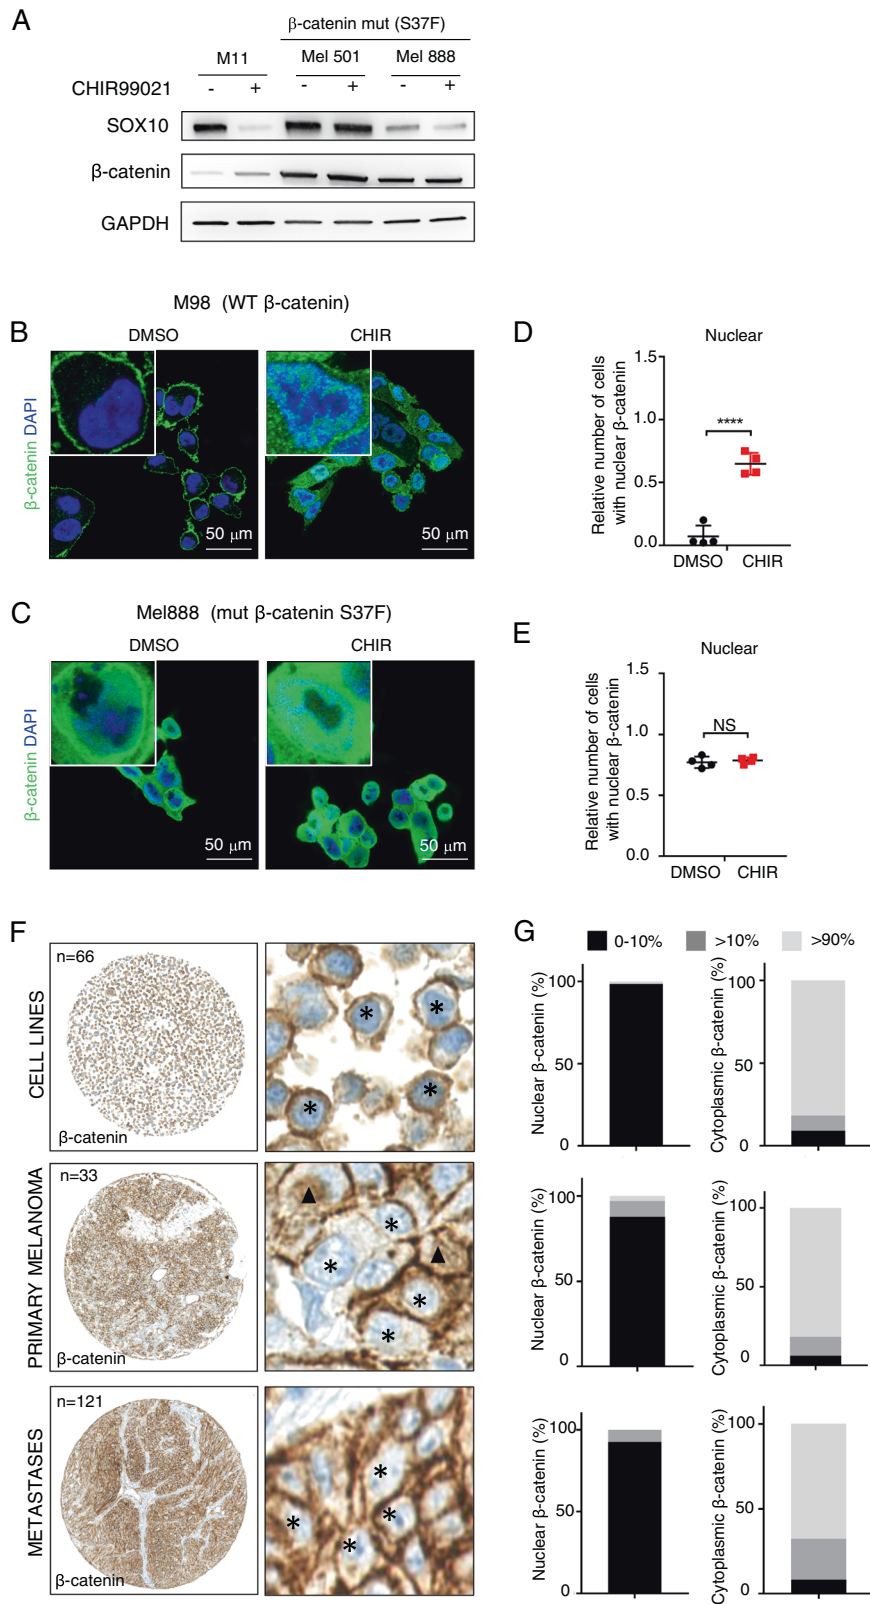 A
β-catenin mut (S37F)
M11 Mel 501 Mel 888
CHIR99021 - + - + - +
SOX10
β-catenin
GAPDH
M98 (WT β-catenin)
B
DMSO CHIR
β-catenin DAPI
50 μm 50 μm
D
Nuclear
Relative number of cells
with nuclear β-catenin
1.5
1.0
0.5
0.0
****
DMSO CHIR
C
Mel888 (mut β-catenin S37F)
DMSO CHIR
β-catenin DAPI
50 μm 50 μm
E
Nuclear
Relative number of cells
with nuclear β-catenin
1.5
1.0
0.5
0.0
NS
DMSO CHIR
F
CELL LINES
n=66
β-catenin
* * * *
PRIMARY MELANOMA
n=33
β-catenin
* * * *
METASTASES
n=121
β-catenin
* * * *
G
0-10% >10% >90%
Nuclear β-catenin (%)
100
50
0
Cytoplasmic β-catenin (%)
100
50
0
Nuclear β-catenin (%)
100
50
0
Cytoplasmic β-catenin (%)
100
50
0
Nuclear β-catenin (%)
100
50
0
Cytoplasmic β-catenin (%)
100
50
0